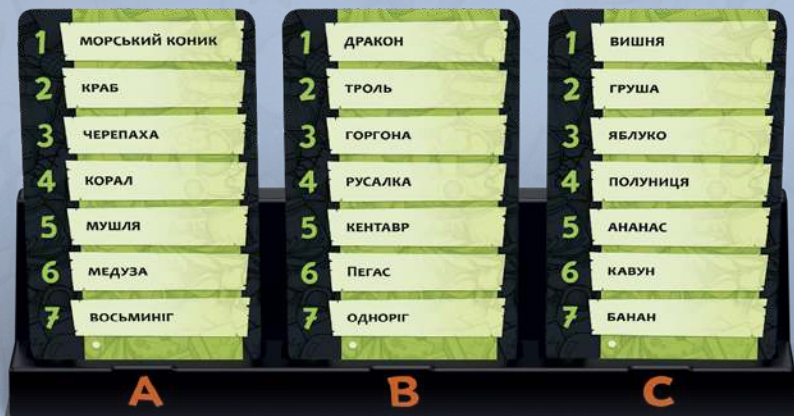 1 МОРСЬКИЙ КОНИК
2 КРАБ
3 ЧЕРЕПАХА
4 КОРАЛ
5 МУШЛЯ
6 МЕДУЗА
7 ВОСЬМИНІГ
A
1 ДРАКОН
2 ТРОЛЬ
3 ГОРГОНА
4 РУСАЛКА
5 КЕНТАВР
6 ПЕГАС
7 ОДНОРІГ
B
1 ВИШНЯ
2 ГРУША
3 ЯБЛУКО
4 ПОЛУНИЦЯ
5 АНАНАС
6 КАВУН
7 БАНАН
C